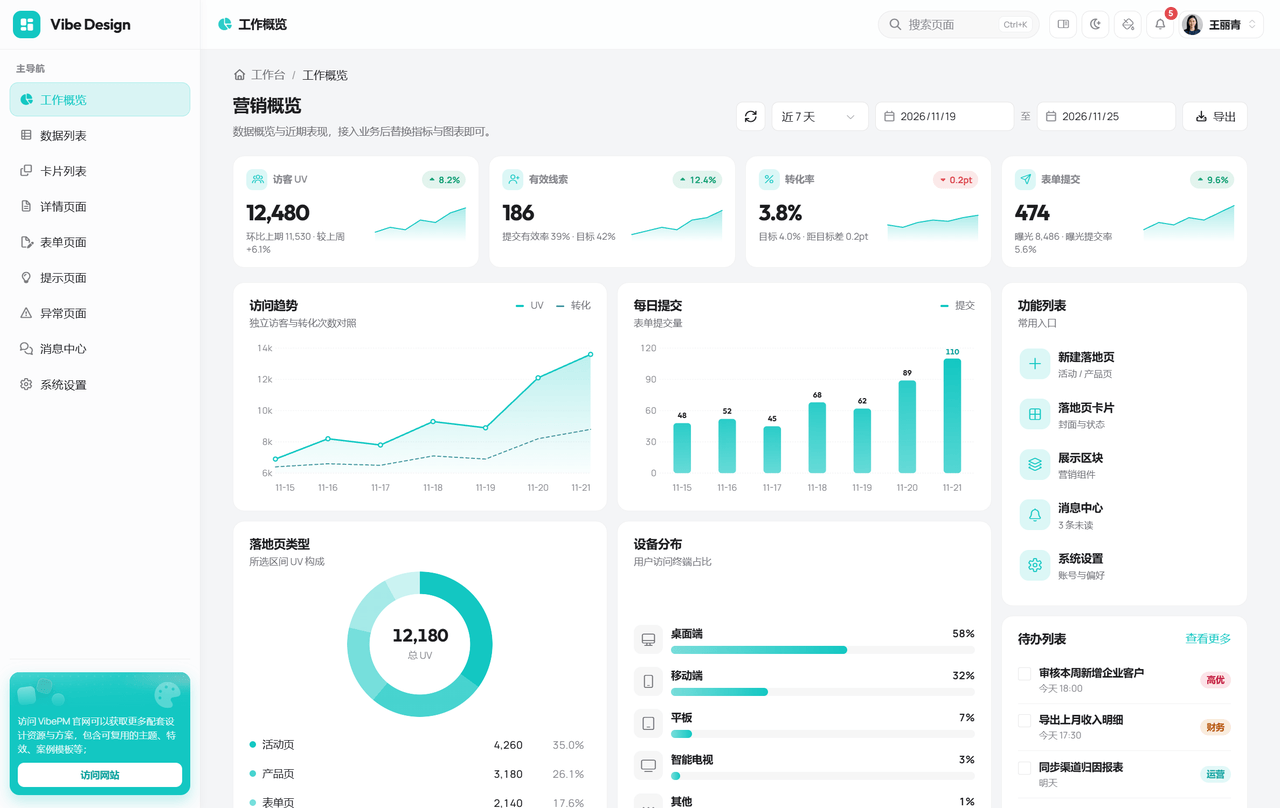 Vibe Design
主导航
工作概览
数据列表
卡片列表
详情页面
表单页面
提示页面
异常页面
消息中心
系统设置
访问 VibePM 官网可以获取更多配套设
计资源与方案，包含可复用的主题、特
效、案例模板等；
访问网站
工作概览
搜索页面 Ctrl+K
5
王丽青
工作台 / 工作概览
营销概览
数据概览与近期表现，接入业务后替换指标与图表即可。
近 7 天
2026/11/19 至 2026/11/25
导出
访客 UV 8.2%
12,480
环比上期 11,530 · 较上周
+6.1%
有效线索 12.4%
186
提交有效率 39% · 目标 42%
转化率 0.2pt
3.8%
目标 4.0% · 距目标差 0.2pt
表单提交 9.6%
474
曝光 8,486 · 曝光提交率
5.6%
访问趋势
UV 转化
独立访客与转化次数对照
14k
12k
10k
8k
6k
11-15 11-16 11-17 11-18 11-19 11-20 11-21
每日提交
提交
表单提交量
120
90
60
30
0
48 52 45 68 62 89 110
11-15 11-16 11-17 11-18 11-19 11-20 11-21
功能列表
常用入口
新建落地页
活动 / 产品页
落地页卡片
封面与状态
展示区块
营销组件
消息中心
3 条未读
系统设置
账号与偏好
落地页类型
所选区间 UV 构成
12,180
总 UV
活动页 4,260 35.0%
产品页 3,180 26.1%
表单页 2,140 17.6%
设备分布
用户访问终端占比
桌面端 58%
移动端 32%
平板 7%
智能电视 3%
其他 1%
待办列表 查看更多
审核本周新增企业客户
今天 18:00
高优
导出上月收入明细
今天 17:30
财务
同步渠道归因报表
明天
运营